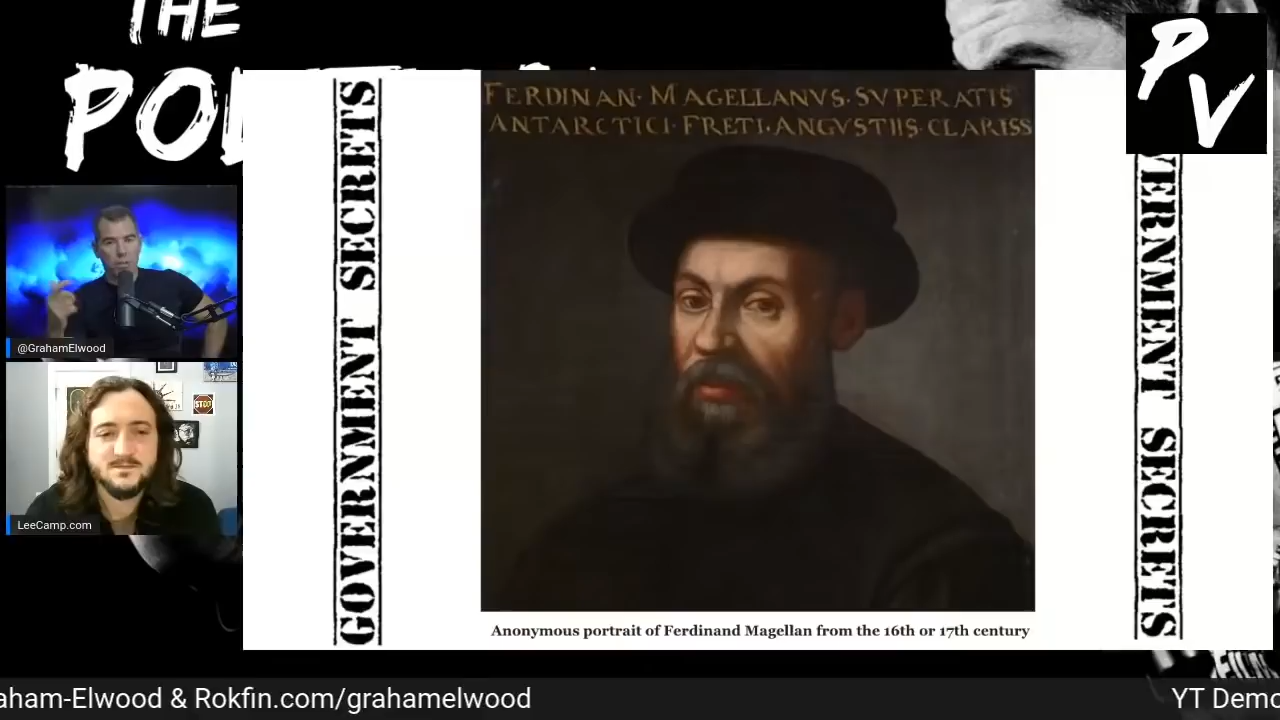 THE
GOVERNMENT SECRETS
FERDINAN· MAGELLANVS·SVPERATIS
ANTARCTICI·FRETI·ANGVSTIIS·CLARISS
PV
VERNMENT SECRETS
@GrahamElwood
STOP
LeeCamp.com
Anonymous portrait of Ferdinand Magellan from the 16th or 17th century
aham-Elwood & Rokfin.com/grahamelwood
YT Demo